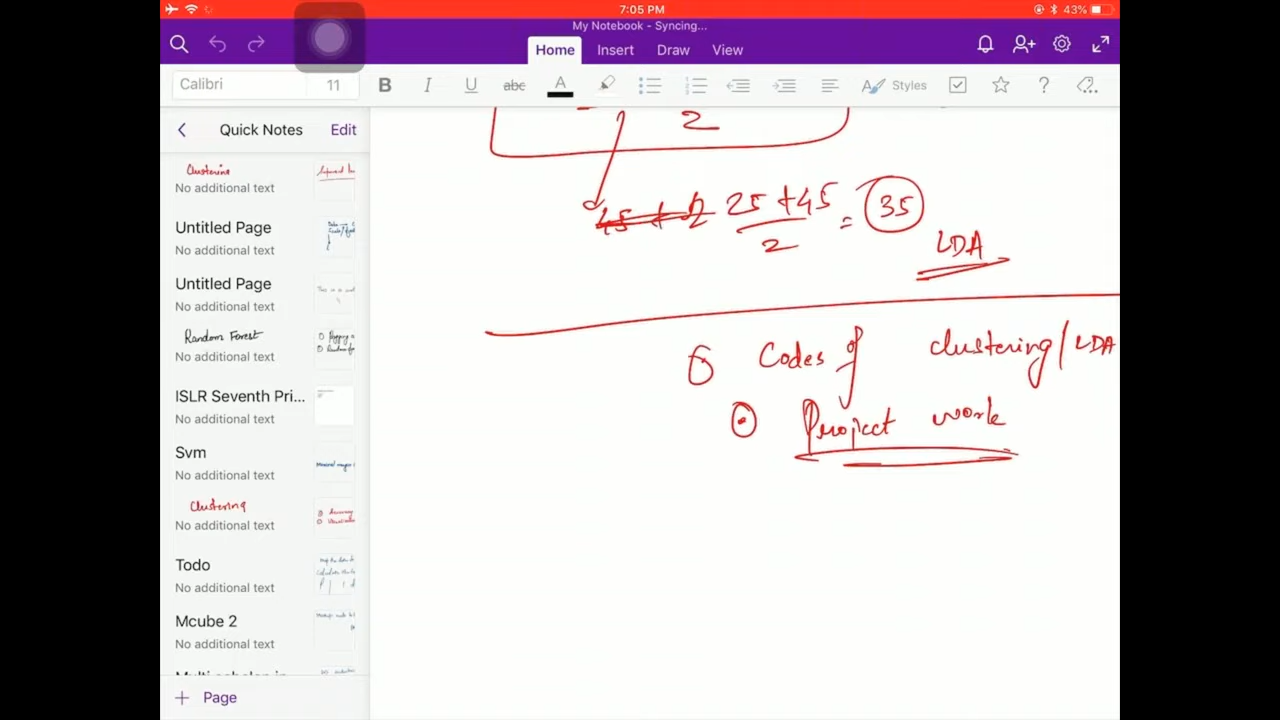 7:05 PM
43%
My Notebook - Syncing...
Home Insert Draw View
Calibri 11 B I U abc A Styles ?
Quick Notes Edit
Clustering
No additional text
Untitled Page
No additional text
Untitled Page
No additional text
Random Forest
No additional text
ISLR Seventh Pri...
No additional text
Svm
No additional text
Clustering
No additional text
Todo
No additional text
Mcube 2
No additional text
+ Page
2
25 + 45
2
= 35
LDA
Codes of clustering/LDA
Project work